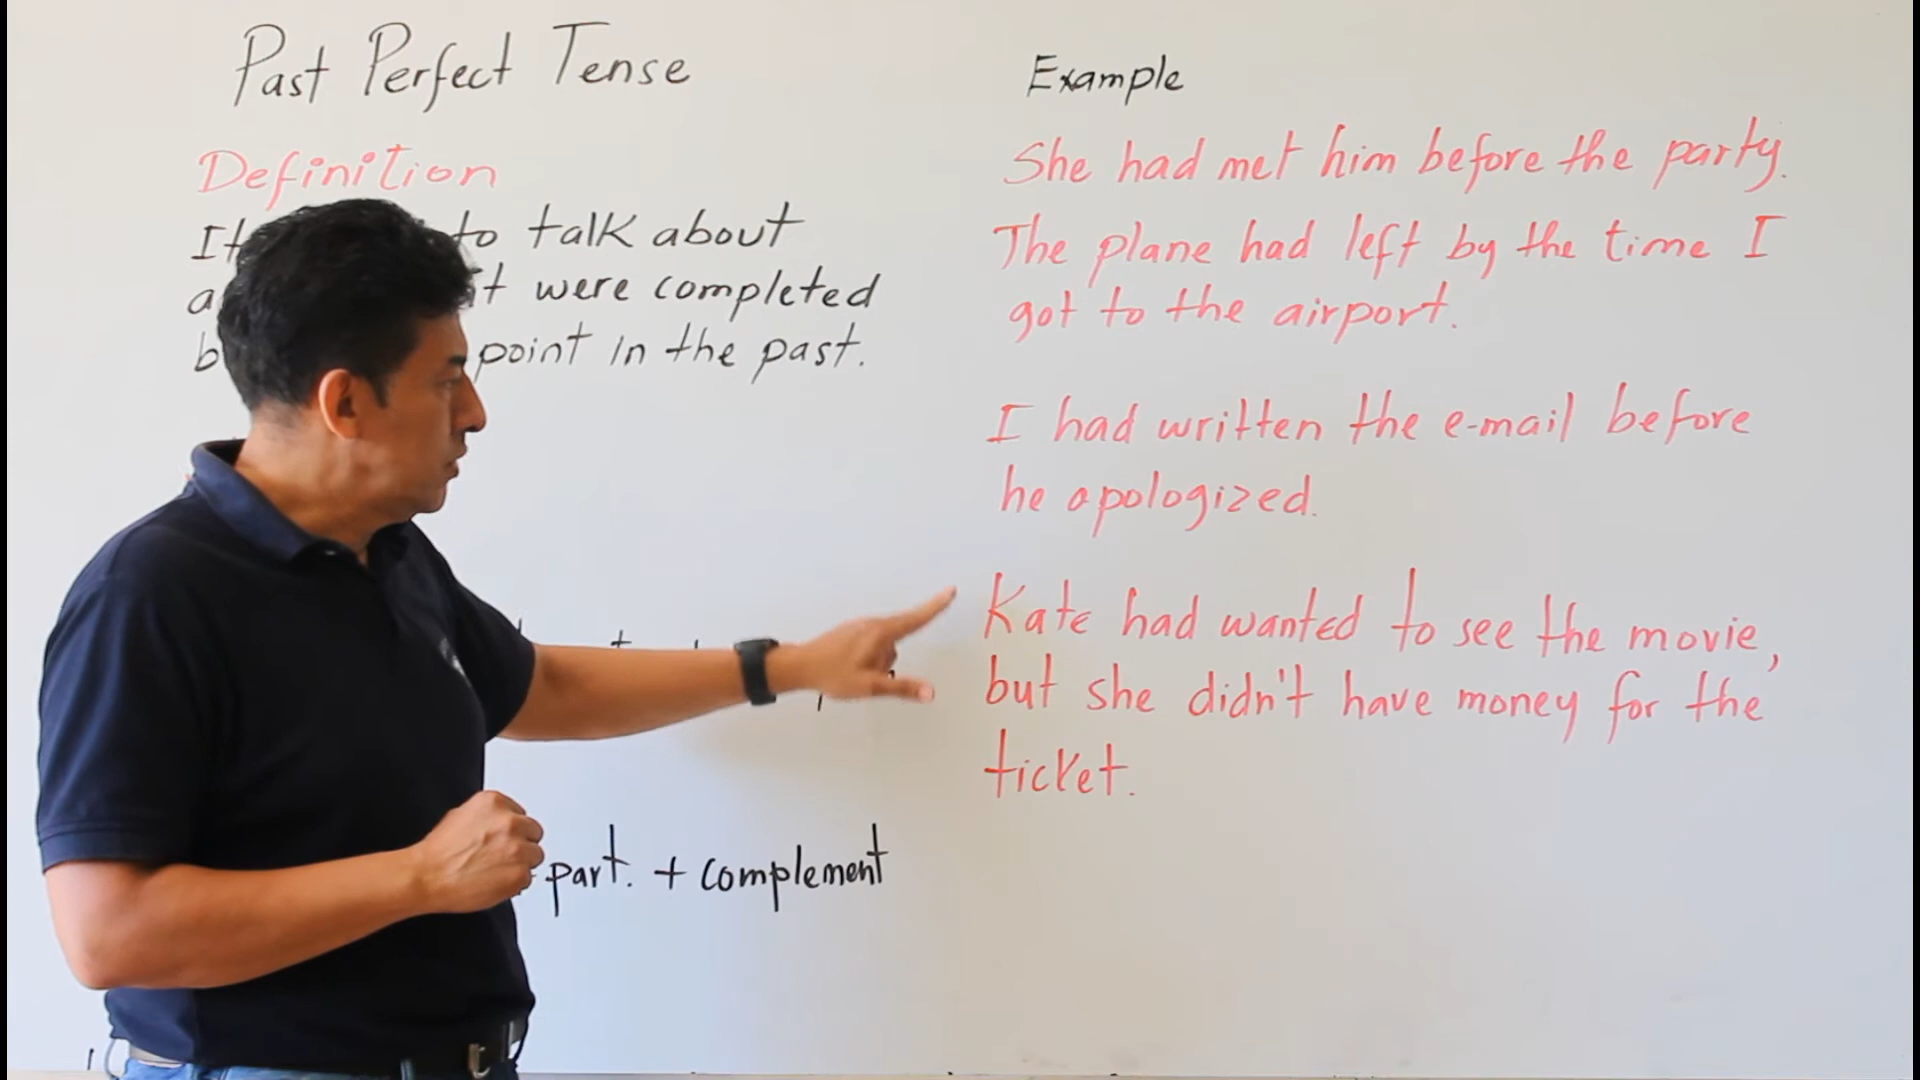 Past Perfect Tense
Definition
It to talk about
were completed
point in the past.
part. + complement
Example
She had met him before the party.
The plane had left by the time I
got to the airport.
I had written the e-mail before
he apologized.
Kate had wanted to see the movie,
but she didn't have money for the
ticket.